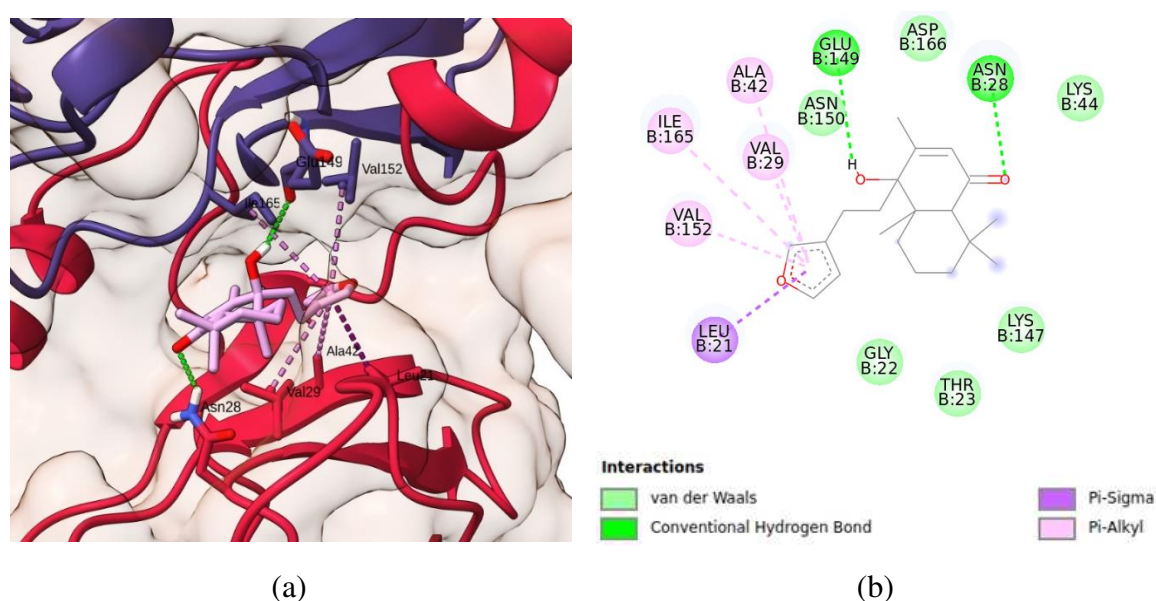 Glu149
Val152
Ile165
Ala42
Leu21
Val29
Asn28
(a)
ASP
B:166
GLU
B:149
ASN
B:28
ALA
B:42
LYS
B:44
ASN
B:150
ILE
B:165
VAL
B:29
H
O
O
VAL
B:152
O
LEU
B:21
LYS
B:147
GLY
B:22
THR
B:23
Interactions
van der Waals
Conventional Hydrogen Bond
Pi-Sigma
Pi-Alkyl
(b)